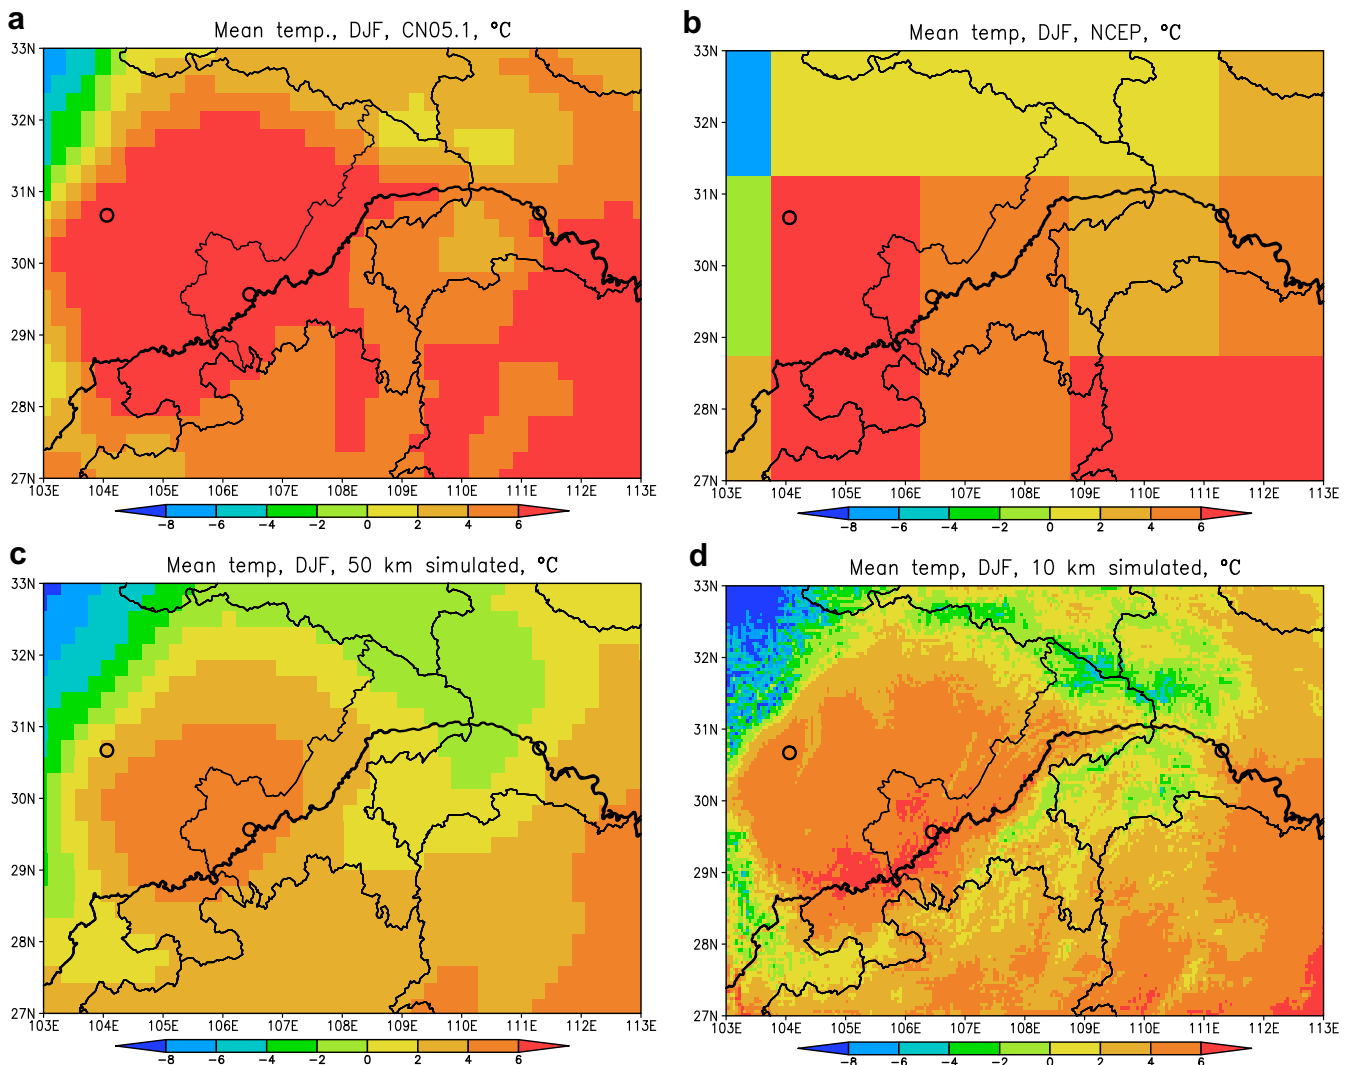 a
Mean temp., DJF, CN05.1, °C
33N
32N
31N
30N
29N
28N
27N
103E 104E 105E 106E 107E 108E 109E 110E 111E 112E 113E
-8 -6 -4 -2 0 2 4 6
b
Mean temp, DJF, NCEP, °C
33N
32N
31N
30N
29N
28N
27N
103E 104E 105E 106E 107E 108E 109E 110E 111E 112E 113E
-8 -6 -4 -2 0 2 4 6
c
Mean temp, DJF, 50 km simulated, °C
33N
32N
31N
30N
29N
28N
27N
103E 104E 105E 106E 107E 108E 109E 110E 111E 112E 113E
-8 -6 -4 -2 0 2 4 6
d
Mean temp, DJF, 10 km simulated, °C
33N
32N
31N
30N
29N
28N
27N
103E 104E 105E 106E 107E 108E 109E 110E 111E 112E 113E
-8 -6 -4 -2 0 2 4 6